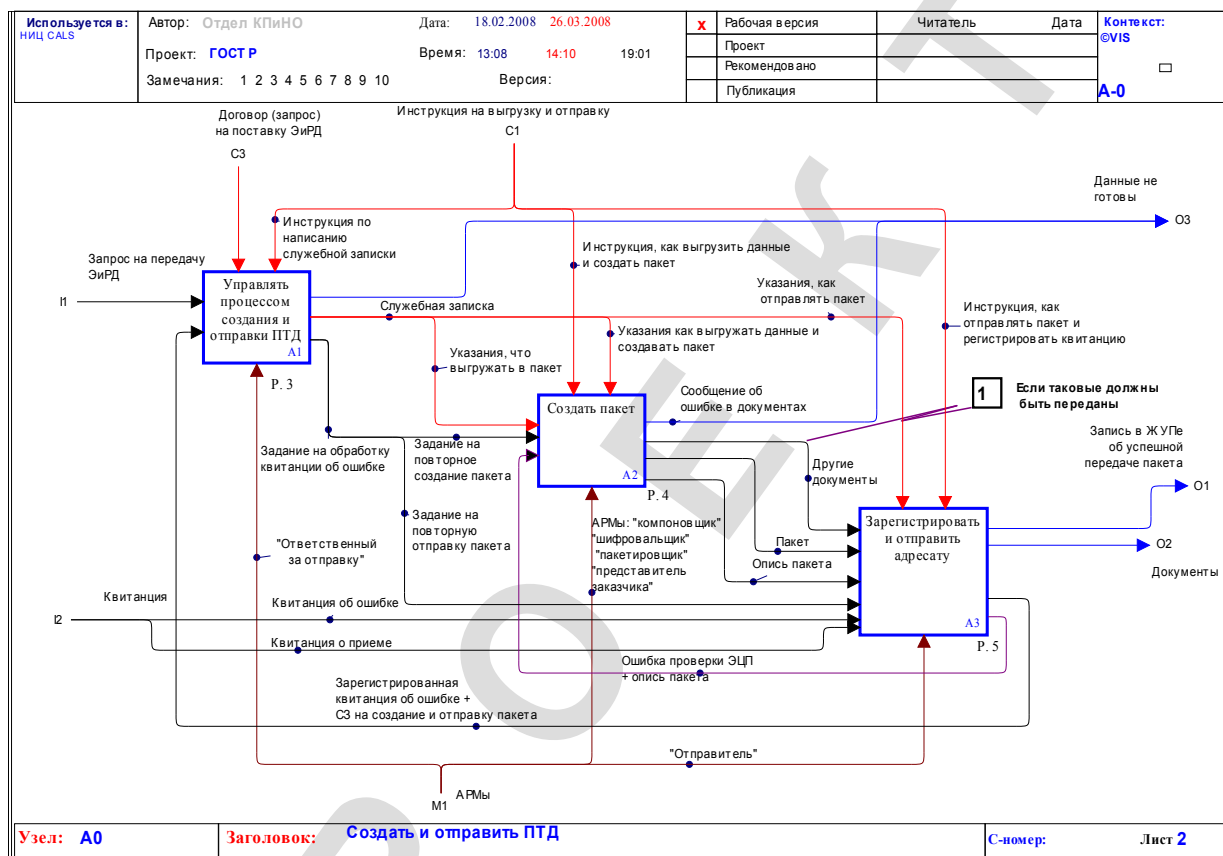 Используется в:
НИЦ CALS
Автор: Отдел КПиНО
Дата: 18.02.2008 26.03.2008
Проект: ГОСТ Р
Время: 13:08 14:10 19:01
Замечания: 1 2 3 4 5 6 7 8 9 10
Версия:
x Рабочая версия
Проект
Рекомендовано
Публикация
Читатель Дата
Контекст:
©VIS
A-0
Договор (запрос)
на поставку ЭиРД
C3
Инструкция на выгрузку и отправку
C1
Данные не
готовы
O3
Инструкция по
написанию
служебной записки
Инструкция, как выгрузить данные
и создать пакет
Запрос на передачу
ЭиРД
I1
Управлять
процессом
создания и
отправки ПТД
A1
P. 3
Служебная записка
Указания, как
отправлять пакет
Инструкция, как
отправлять пакет и
регистрировать квитанцию
Указания как выгружать данные и
создавать пакет
Указания, что
выгружать в пакет
Создать пакет
A2
P. 4
Сообщение об
ошибке в документах
1
Если таковые должны
быть переданы
Запись в ЖУПе
об успешной
передаче пакета
O1
Задание на обработку
квитанции об ошибке
Задание на
повторное
создание пакета
Другие
документы
Задание на
повторную
отправку пакета
АРМы: "компоновщик"
"шифровальщик"
"пакетировщик"
"представитель
заказчика"
Зарегистрировать
и отправить
адресату
A3
P. 5
"Ответственный
за отправку"
Пакет
Опись пакета
O2
Документы
Квитанция
I2
Квитанция об ошибке
Квитанция о приеме
Ошибка проверки ЭЦП
+ опись пакета
Зарегистрированная
квитанция об ошибке +
СЗ на создание и отправку пакета
"Отправитель"
АРМы
M1
Узел: A0
Заголовок: Создать и отправить ПТД
С-номер:
Лист 2
П Р О Е К Т